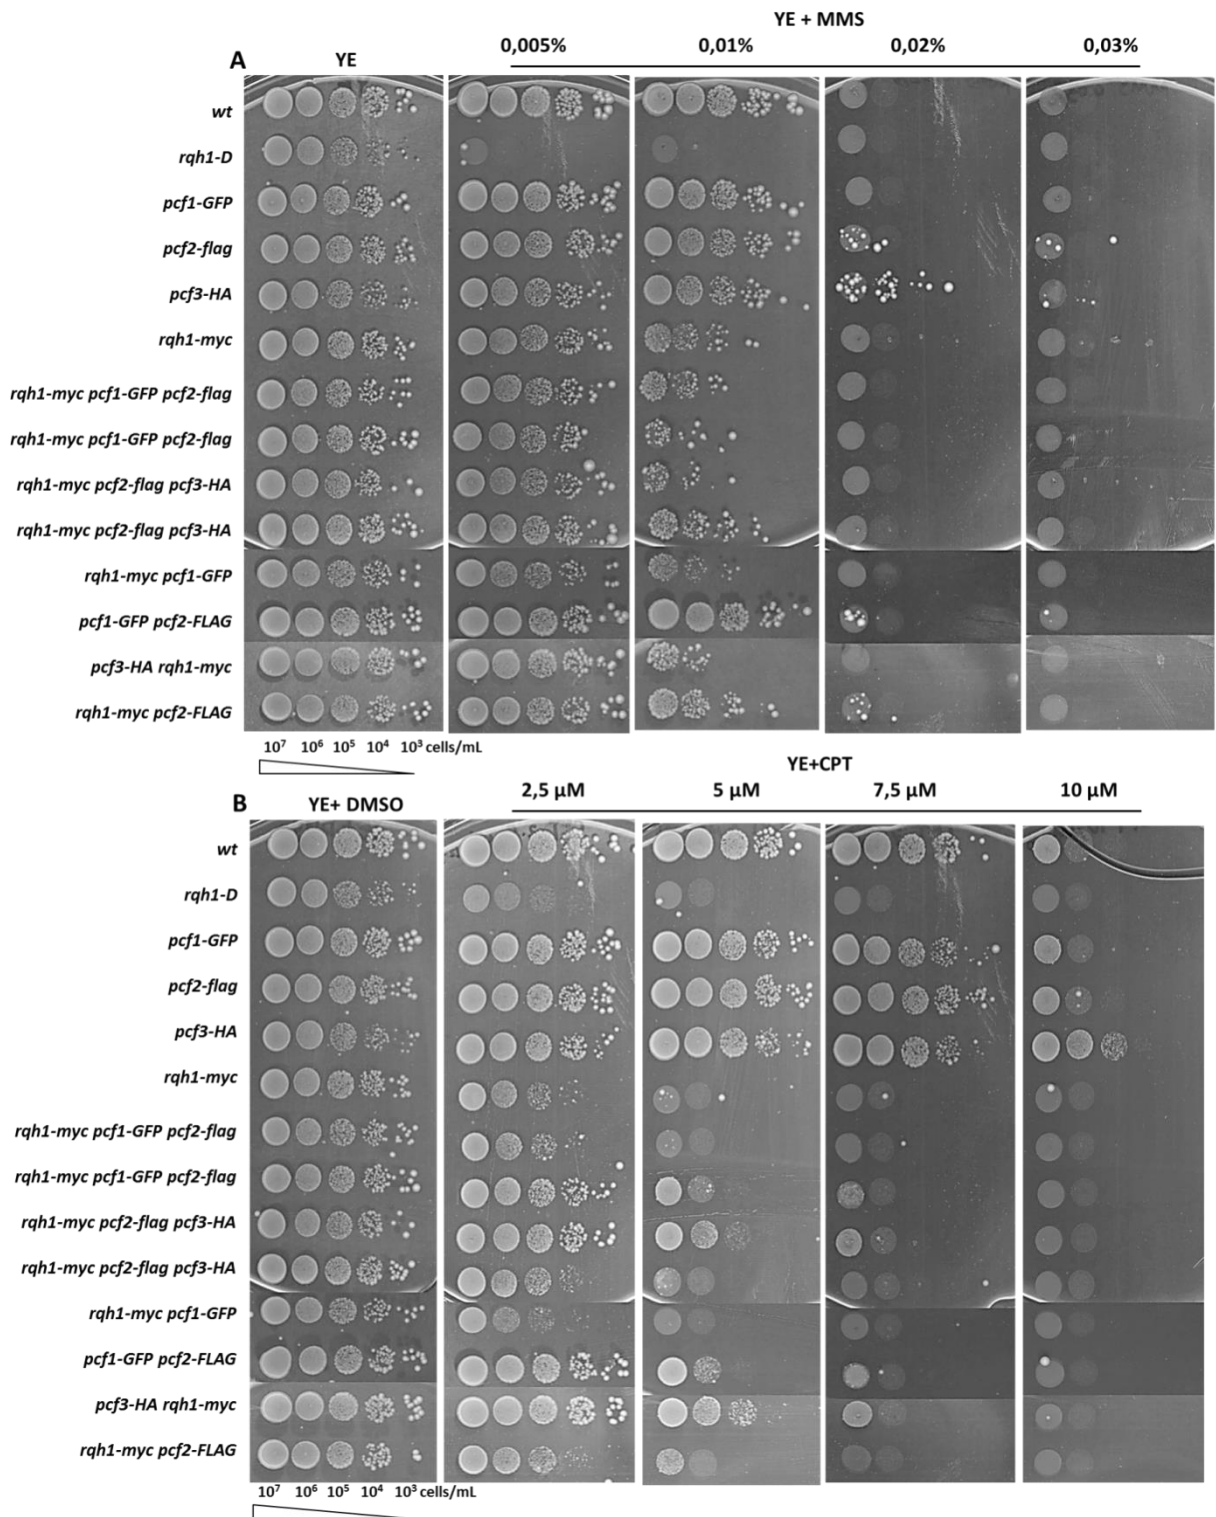 YE + MMS
A YE 0,005% 0,01% 0,02% 0,03%
wt
rqh1-D
pcf1-GFP
pcf2-flag
pcf3-HA
rqh1-myc
rqh1-myc pcf1-GFP pcf2-flag
rqh1-myc pcf1-GFP pcf2-flag
rqh1-myc pcf2-flag pcf3-HA
rqh1-myc pcf2-flag pcf3-HA
rqh1-myc pcf1-GFP
pcf1-GFP pcf2-FLAG
pcf3-HA rqh1-myc
rqh1-myc pcf2-FLAG
10⁷ 10⁶ 10⁵ 10⁴ 10³ cells/mL
YE+CPT
B YE+ DMSO 2,5 µM 5 µM 7,5 µM 10 µM
wt
rqh1-D
pcf1-GFP
pcf2-flag
pcf3-HA
rqh1-myc
rqh1-myc pcf1-GFP pcf2-flag
rqh1-myc pcf1-GFP pcf2-flag
rqh1-myc pcf2-flag pcf3-HA
rqh1-myc pcf2-flag pcf3-HA
rqh1-myc pcf1-GFP
pcf1-GFP pcf2-FLAG
pcf3-HA rqh1-myc
rqh1-myc pcf2-FLAG
10⁷ 10⁶ 10⁵ 10⁴ 10³ cells/mL